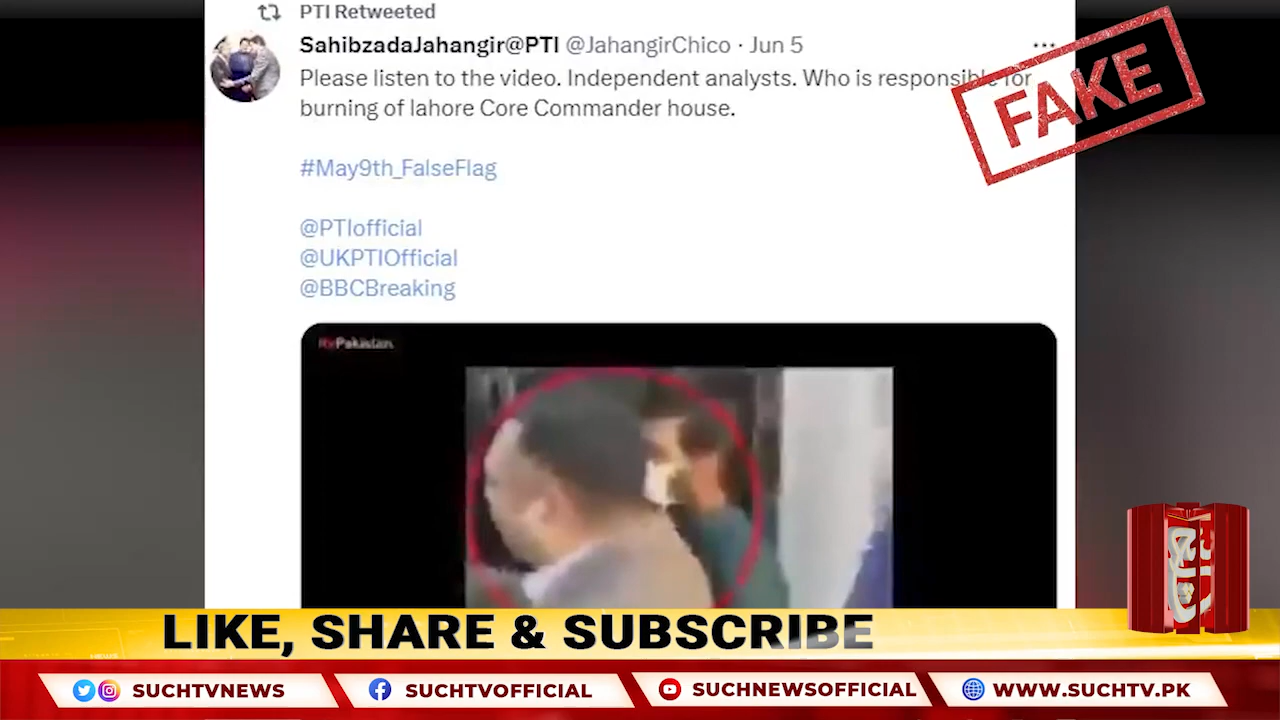 PTI Retweeted
SahibzadaJahangir@PTI @JahangirChico · Jun 5
Please listen to the video. Independent analysts. Who is responsible for
burning of lahore Core Commander house.
#May9th_FalseFlag
@PTIofficial
@UKPTIOfficial
@BBCBreaking
FAKE
RxPakistan
LIKE, SHARE & SUBSCRIBE
SUCHTVNEWS
SUCHTVOFFICIAL
SUCHNEWSOFFICIAL
WWW.SUCHTV.PK